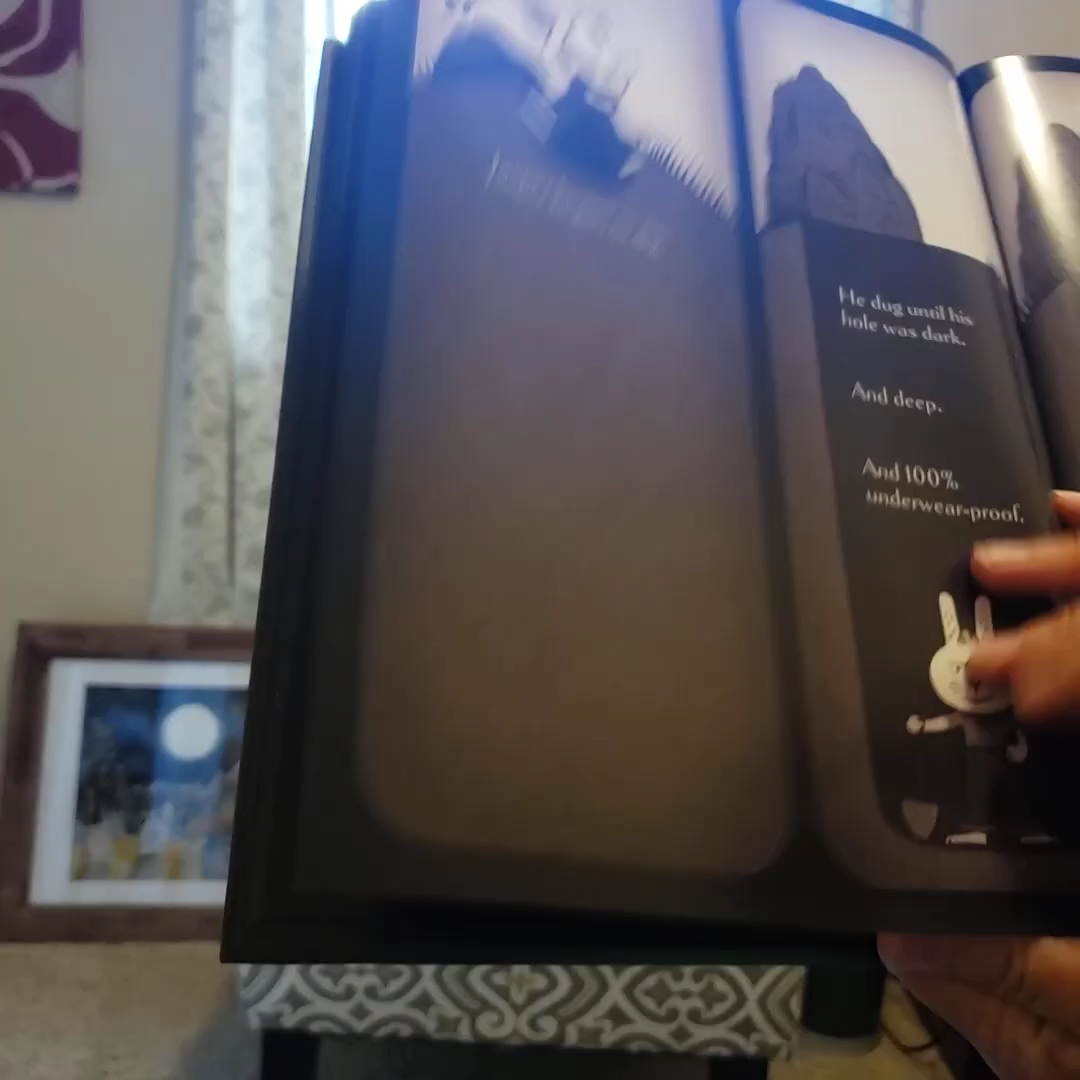 He dug until his
hole was dark.
And deep.
And 100%
underwear-proof.